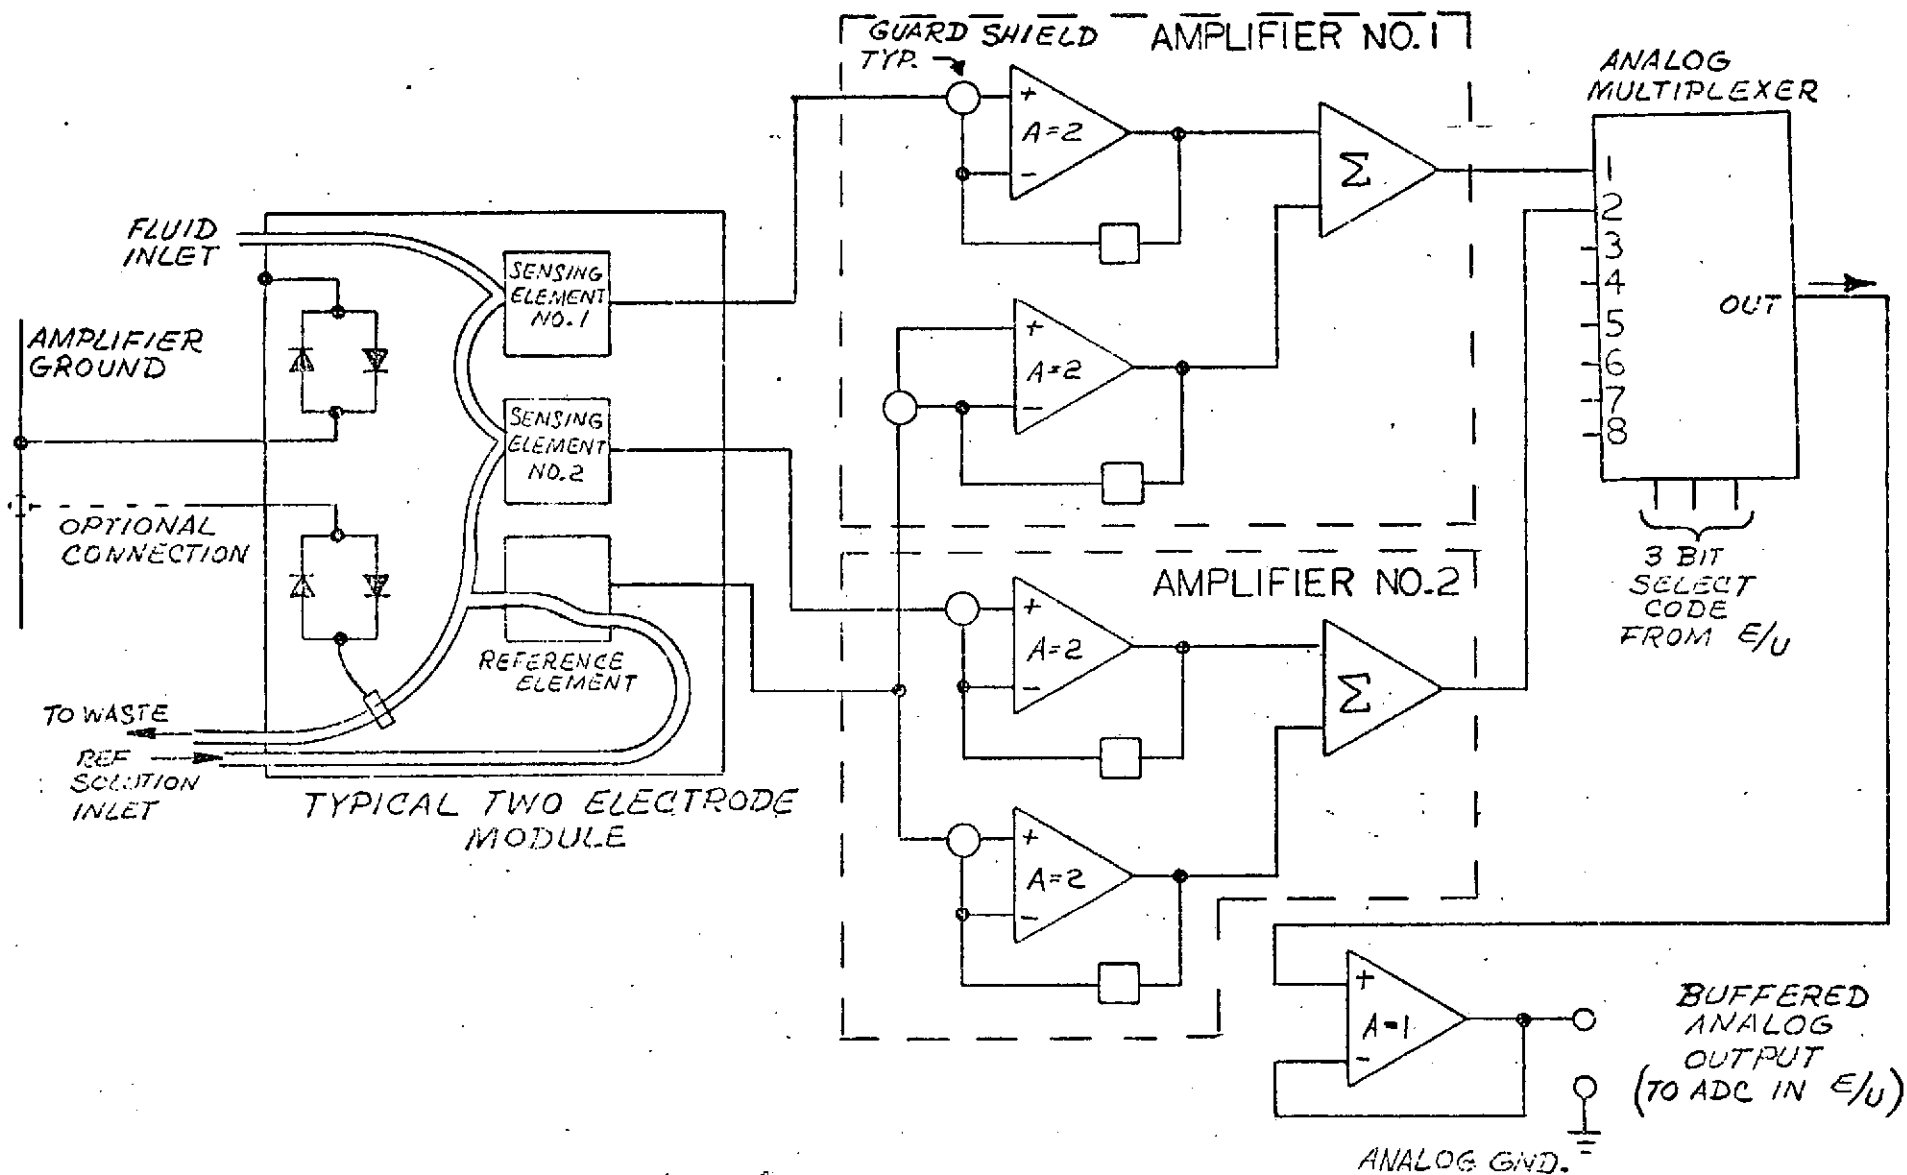 GUARD SHIELD
TYP.
AMPLIFIER NO.1
+
A=2
-
Σ
+
A=2
-
ANALOG
MULTIPLEXER
1
2
3
4
5
6
7
8
OUT
3 BIT
SELECT
CODE
FROM E/U
FLUID
INLET
SENSING
ELEMENT
NO.1
AMPLIFIER
GROUND
SENSING
ELEMENT
NO.2
OPTIONAL
CONNECTION
REFERENCE
ELEMENT
TO WASTE
REF
SOLUTION
INLET
TYPICAL TWO ELECTRODE
MODULE
AMPLIFIER NO.2
+
A=2
-
Σ
+
A=2
-
+
A=1
-
BUFFERED
ANALOG
OUTPUT
(TO ADC IN E/U)
ANALOG GND.